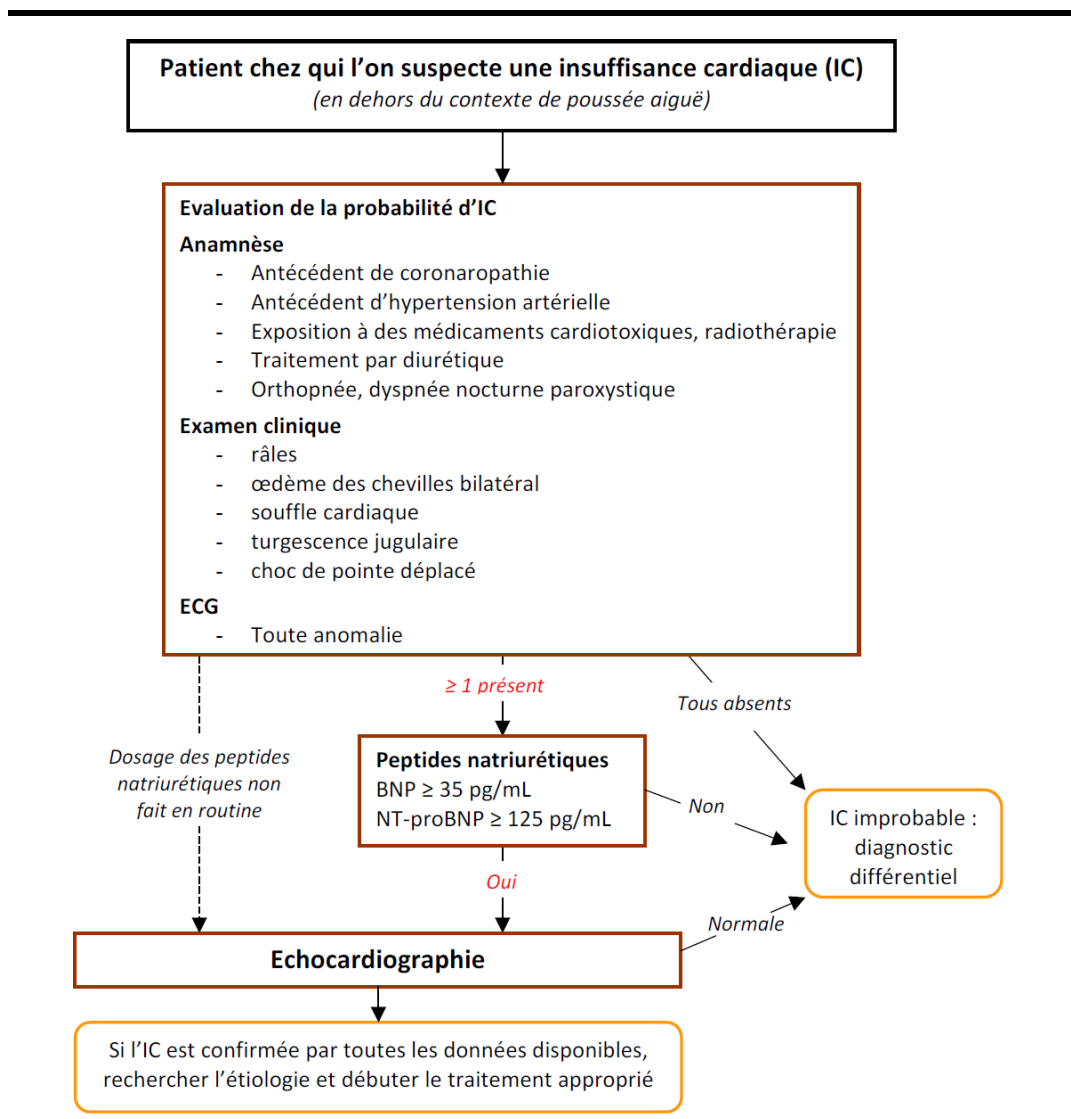 Patient chez qui l'on suspecte une insuffisance cardiaque (IC)
(en dehors du contexte de poussée aiguë)
Evaluation de la probabilité d'IC
Anamnèse
- Antécédent de coronaropathie
- Antécédent d'hypertension artérielle
- Exposition à des médicaments cardiotoxiques, radiothérapie
- Traitement par diurétique
- Orthopnée, dyspnée nocturne paroxystique
Examen clinique
- râles
- œdème des chevilles bilatéral
- souffle cardiaque
- turgescence jugulaire
- choc de pointe déplacé
ECG
- Toute anomalie
≥ 1 présent
Tous absents
Dosage des peptides
natriurétiques non
fait en routine
Peptides natriurétiques
BNP ≥ 35 pg/mL
NT-proBNP ≥ 125 pg/mL
Non
IC improbable :
diagnostic
différentiel
Oui
Normale
Echocardiographie
Si l'IC est confirmée par toutes les données disponibles,
rechercher l'étiologie et débuter le traitement approprié